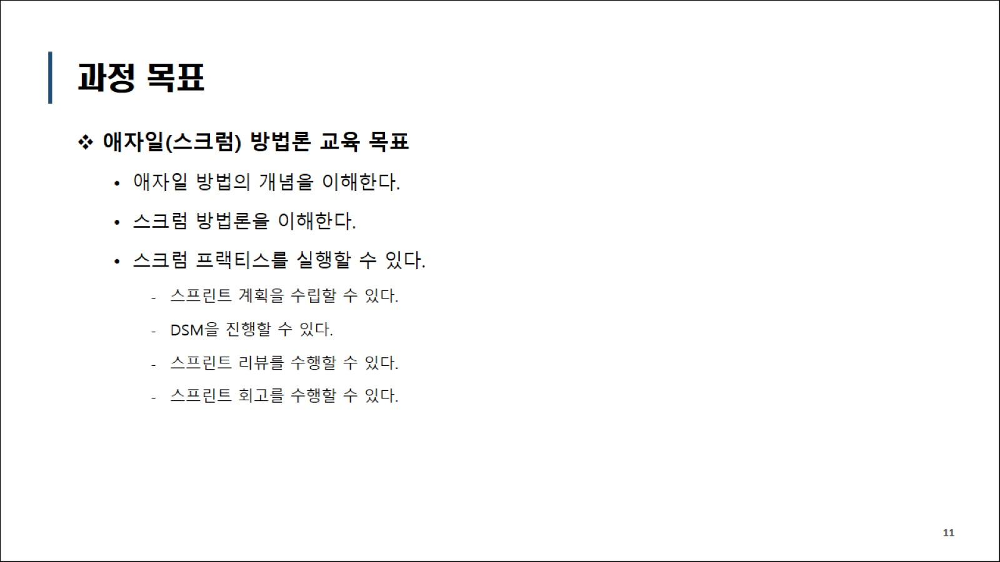 과정 목표
❖ 애자일(스크럼) 방법론 교육 목표
• 애자일 방법의 개념을 이해한다.
• 스크럼 방법론을 이해한다.
• 스크럼 프랙티스를 실행할 수 있다.
- 스프린트 계획을 수립할 수 있다.
- DSM을 진행할 수 있다.
- 스프린트 리뷰를 수행할 수 있다.
- 스프린트 회고를 수행할 수 있다.
11